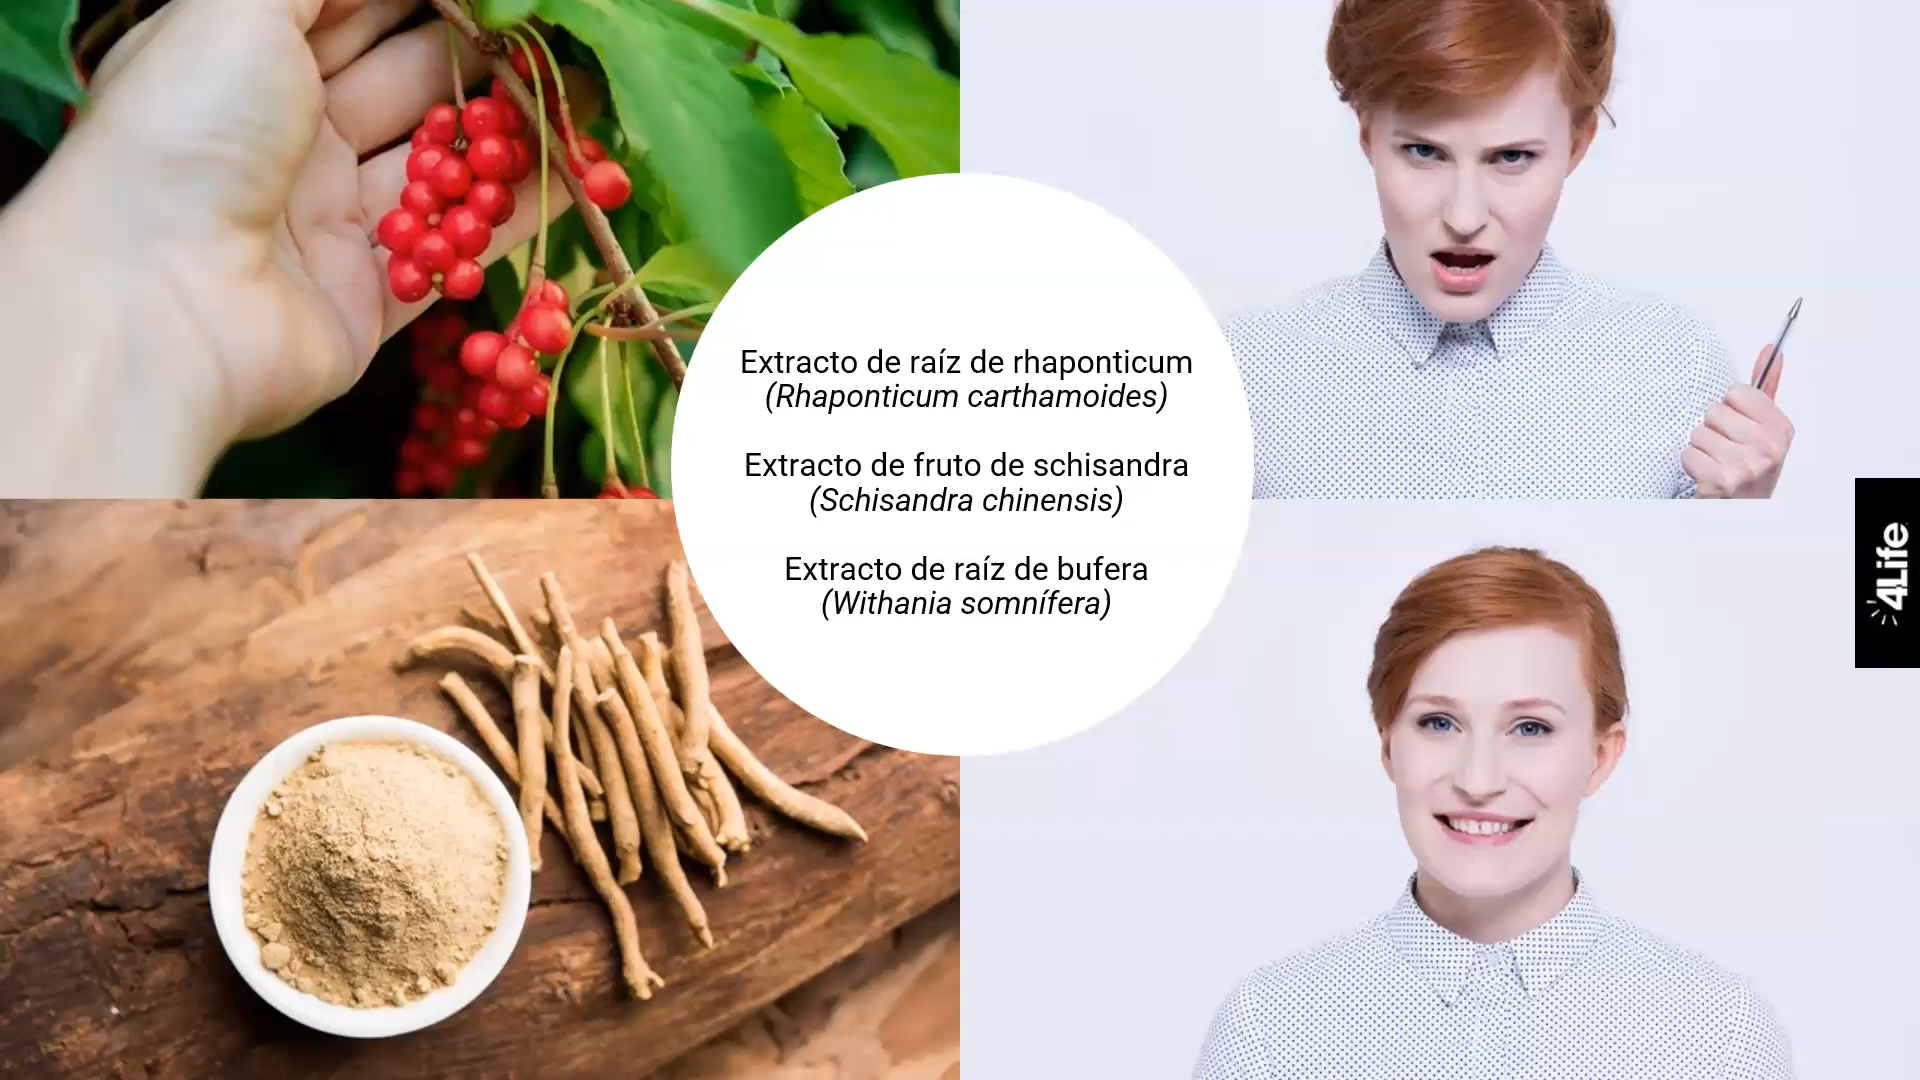 Extracto de raíz de rhaponticum
(Rhaponticum carthamoides)
Extracto de fruto de schisandra
(Schisandra chinensis)
Extracto de raíz de bufera
(Withania somnífera)
4Life